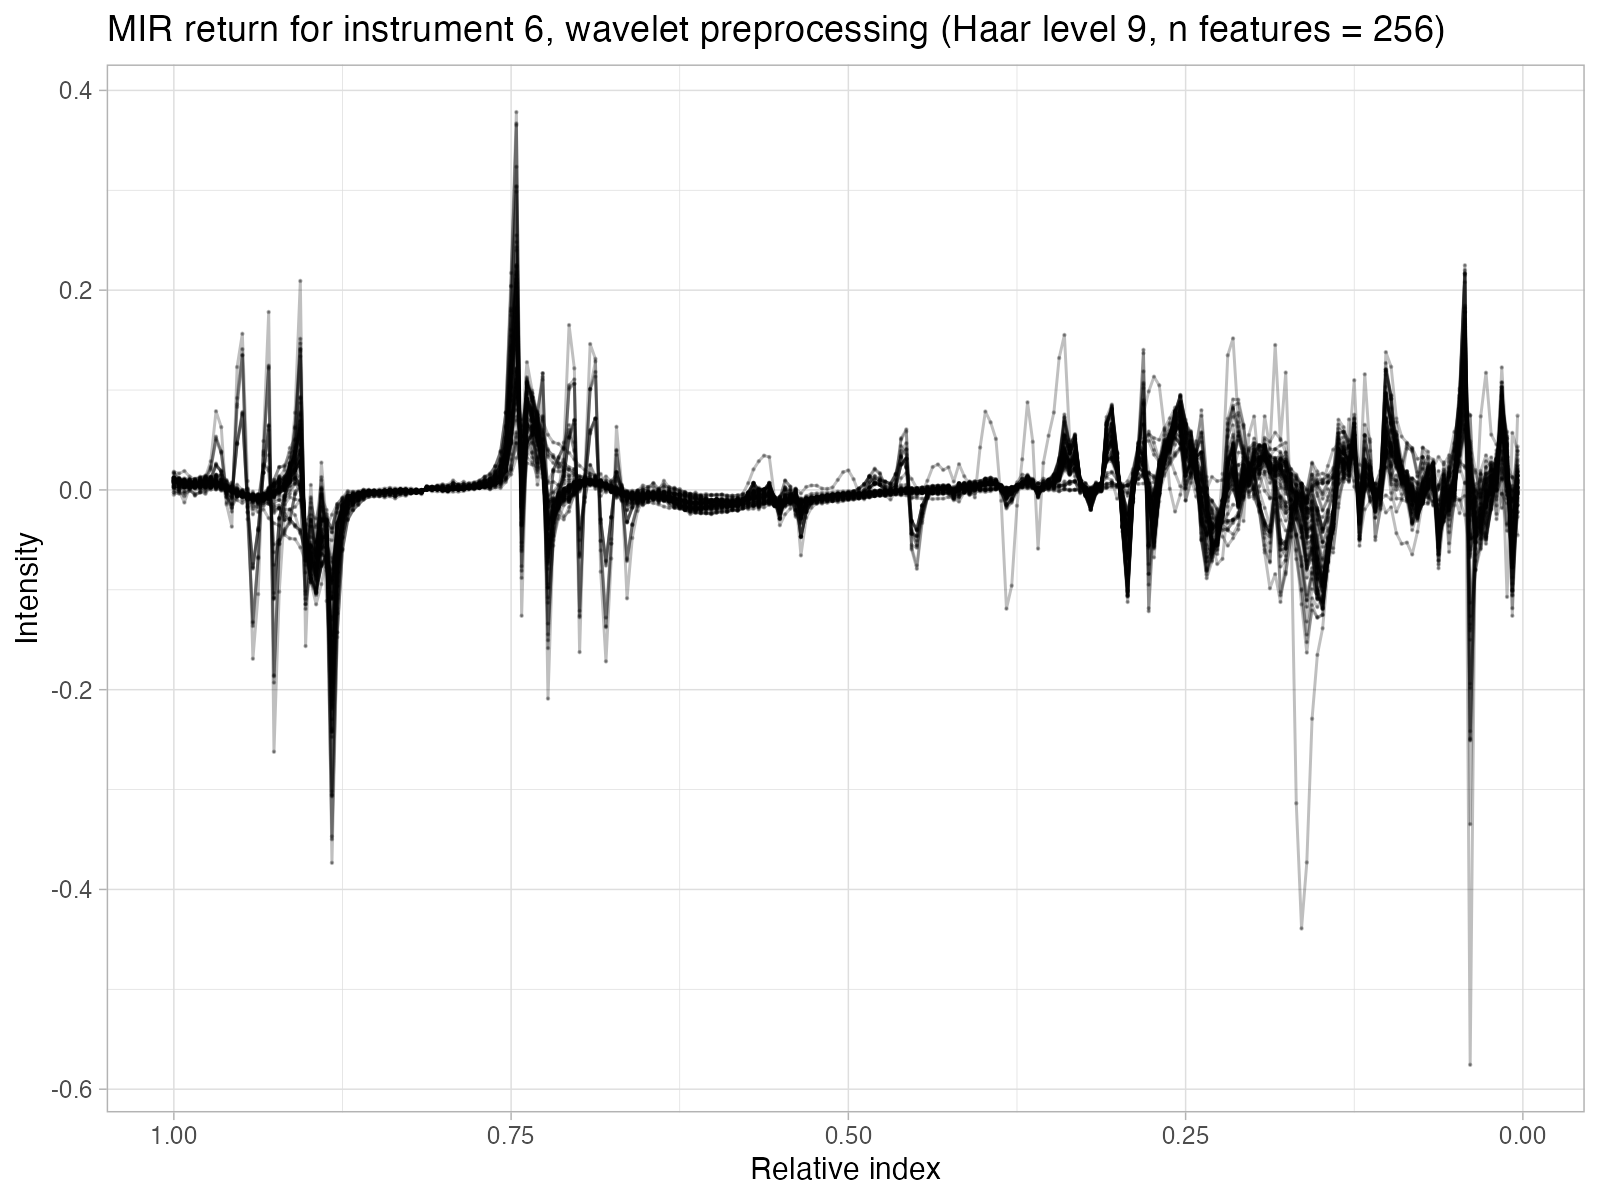 MIR return for instrument 6, wavelet preprocessing (Haar level 9, n features = 256)
0.4
0.2
0.0
-0.2
-0.4
-0.6
Intensity
1.00 0.75 0.50 0.25 0.00
Relative index